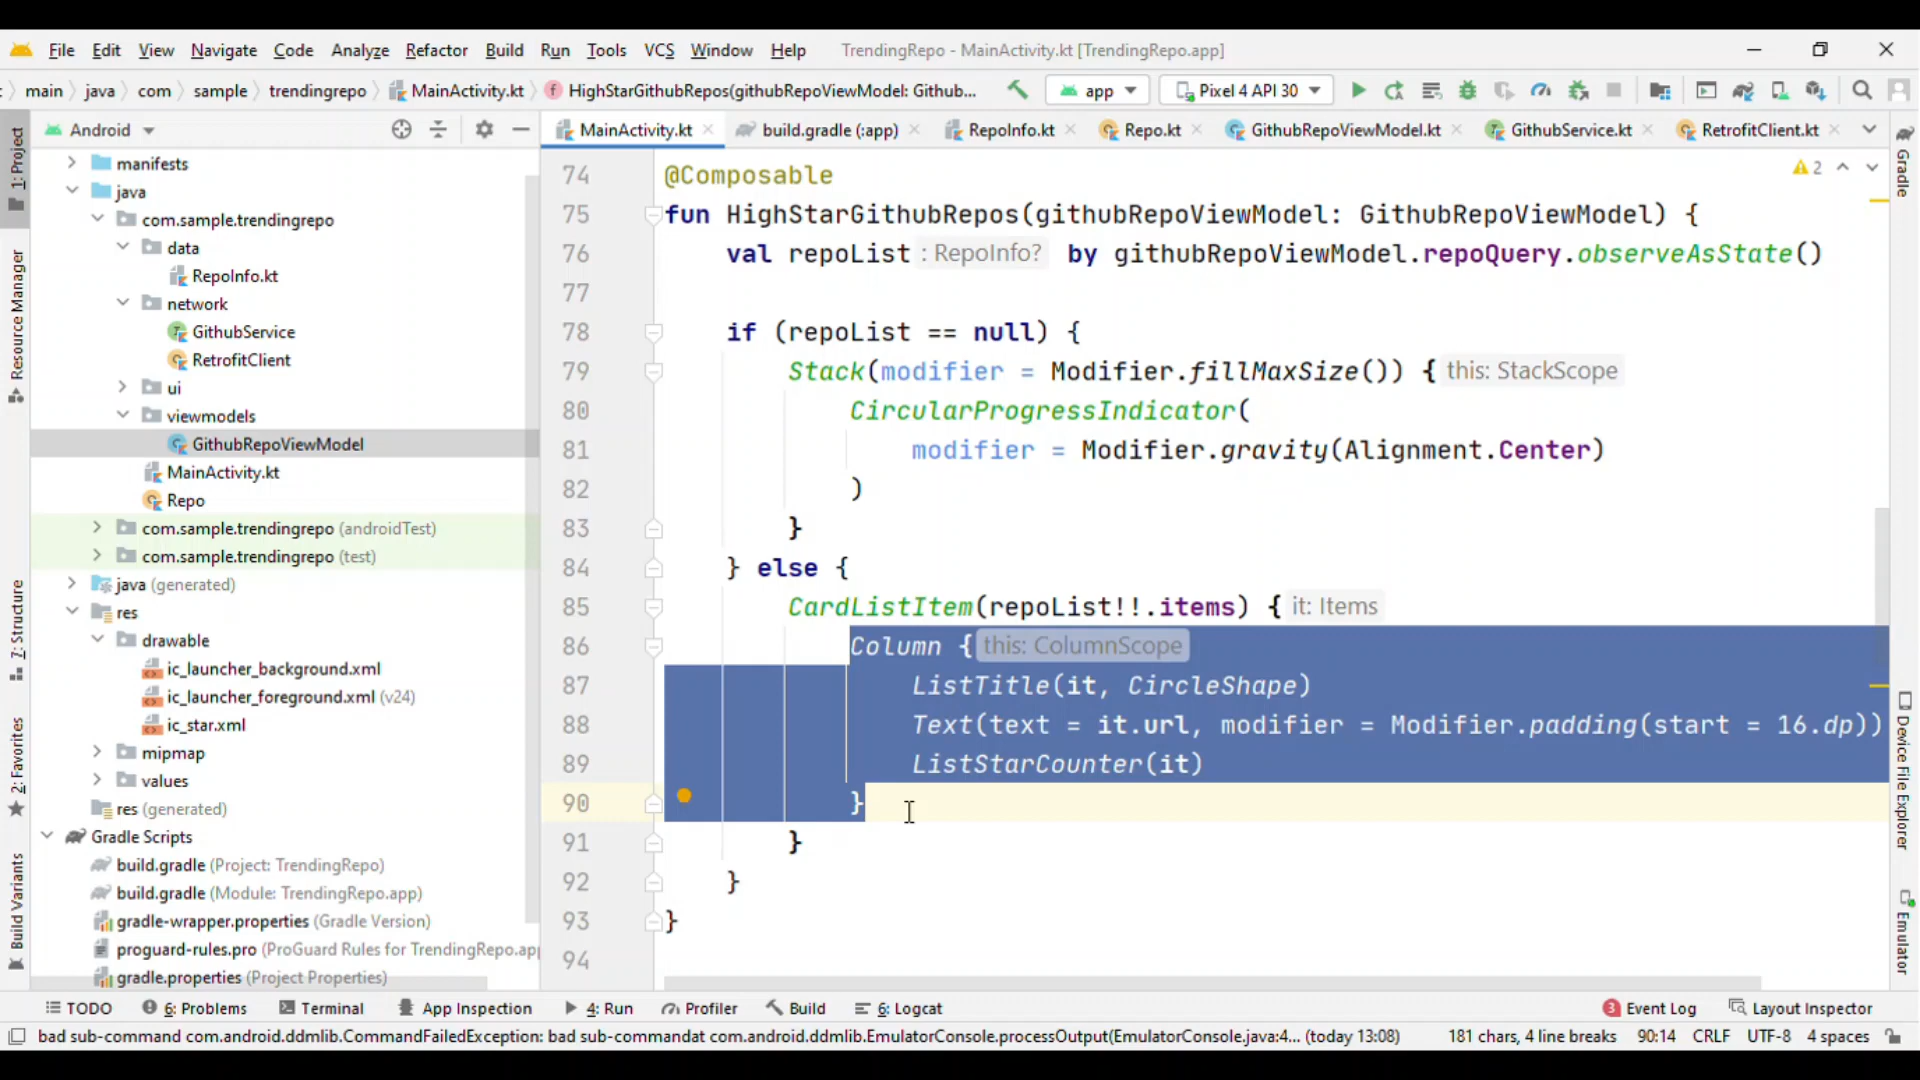 File Edit View Navigate Code Analyze Refactor Build Run Tools VCS Window Help TrendingRepo - MainActivity.kt [TrendingRepo.app]
main java com sample trendingrepo MainActivity.kt HighStarGithubRepos(githubRepoViewModel: Github... app Pixel 4 API 30
Android
MainActivity.kt build.gradle (:app) RepoInfo.kt Repo.kt GithubRepoViewModel.kt GithubService.kt RetrofitClient.kt
1: Project
Resource Manager
7: Structure
2: Favorites
Build Variants
manifests
java
com.sample.trendingrepo
data
RepoInfo.kt
network
GithubService
RetrofitClient
ui
viewmodels
GithubRepoViewModel
MainActivity.kt
Repo
com.sample.trendingrepo (androidTest)
com.sample.trendingrepo (test)
java (generated)
res
drawable
ic_launcher_background.xml
ic_launcher_foreground.xml (v24)
ic_star.xml
mipmap
values
res (generated)
Gradle Scripts
build.gradle (Project: TrendingRepo)
build.gradle (Module: TrendingRepo.app)
gradle-wrapper.properties (Gradle Version)
proguard-rules.pro (ProGuard Rules for TrendingRepo.app
gradle.properties (Project Properties)
2
74 @Composable
75 fun HighStarGithubRepos(githubRepoViewModel: GithubRepoViewModel) {
76 val repoList : RepoInfo? by githubRepoViewModel.repoQuery.observeAsState()
77
78 if (repoList == null) {
79 Stack(modifier = Modifier.fillMaxSize()) { this: StackScope
80 CircularProgressIndicator(
81 modifier = Modifier.gravity(Alignment.Center)
82 )
83 }
84 } else {
85 CardListItem(repoList!!.items) { it: Items
86 Column { this: ColumnScope
87 ListTitle(it, CircleShape)
88 Text(text = it.url, modifier = Modifier.padding(start = 16.dp))
89 ListStarCounter(it)
90 }
91 }
92 }
93 }
94
Gradle
Device File Explorer
Emulator
TODO 6: Problems Terminal App Inspection 4: Run Profiler Build 6: Logcat 3 Event Log Layout Inspector
bad sub-command com.android.ddmlib.CommandFailedException: bad sub-commandat com.android.ddmlib.EmulatorConsole.processOutput(EmulatorConsole.java:4... (today 13:08) 181 chars, 4 line breaks 90:14 CRLF UTF-8 4 spaces